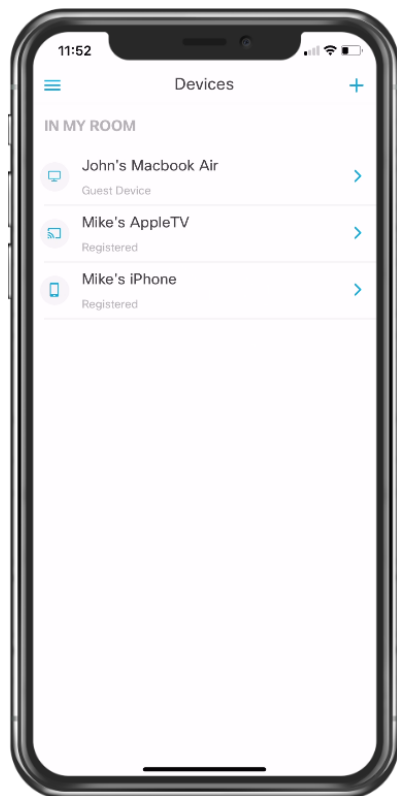 11:52
Devices
IN MY ROOM
John's Macbook Air
Guest Device
Mike's AppleTV
Registered
Mike's iPhone
Registered